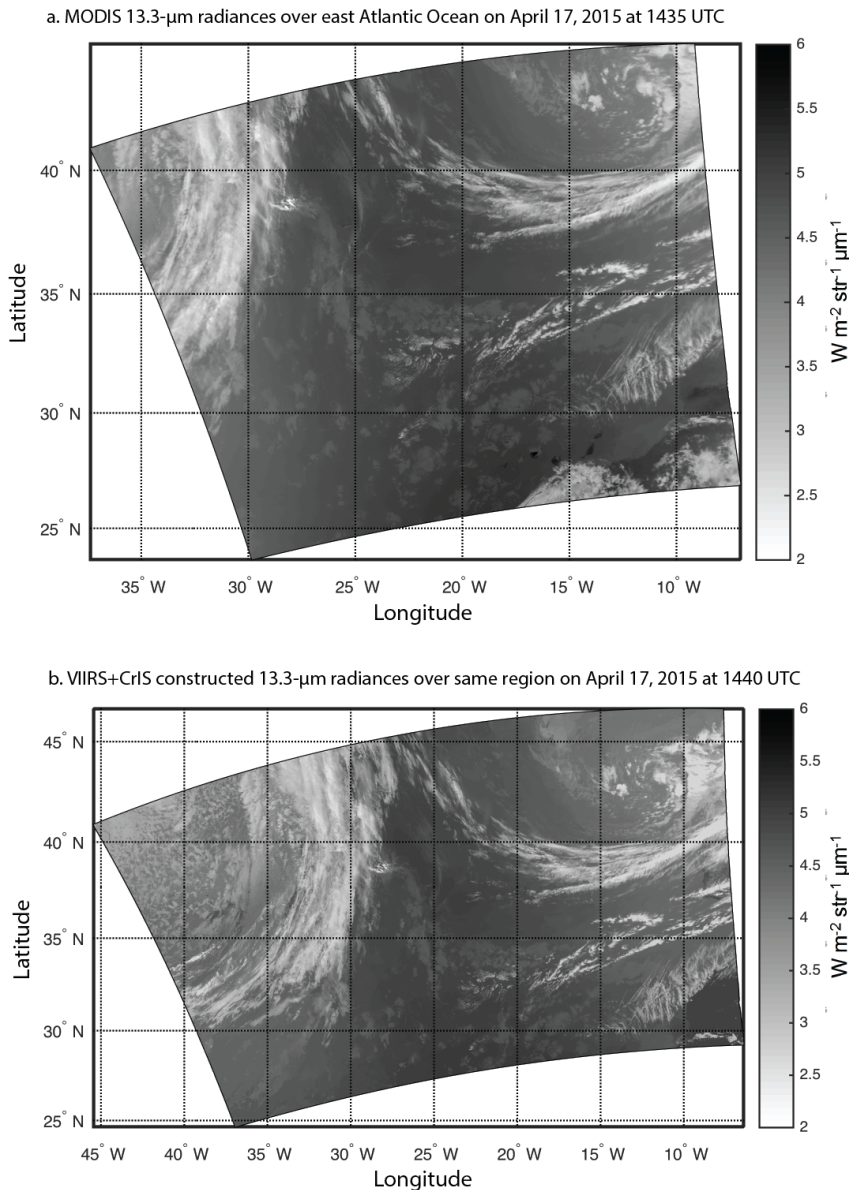 a. MODIS 13.3-µm radiances over east Atlantic Ocean on April 17, 2015 at 1435 UTC
6
5.5
5
4.5
4
3.5
3
2.5
2
W m-2 str-1 µm-1
40° N
35° N
30° N
25° N
Latitude
35° W 30° W 25° W 20° W 15° W 10° W
Longitude
b. VIIRS+CrIS constructed 13.3-µm radiances over same region on April 17, 2015 at 1440 UTC
6
5.5
5
4.5
4
3.5
3
2.5
2
W m-2 str-1 µm-1
45° N
40° N
35° N
30° N
25° N
Latitude
45° W 40° W 35° W 30° W 25° W 20° W 15° W 10° W
Longitude